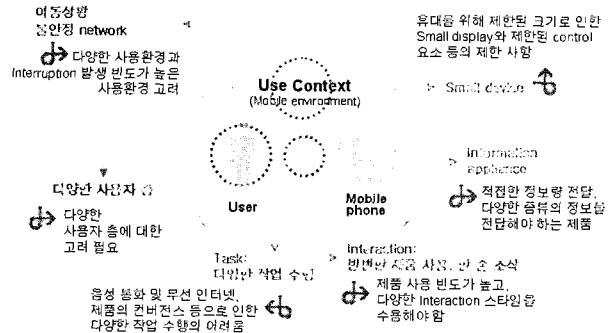 이동상황
불안정 network
다양한 사용환경과
Interruption 발생 빈도가 높은
사용환경 고려
휴대를 위해 제한된 크기로 인한
Small display와 제한된 control
요소 등의 제한 사항
Use Context
(Mobile environment)
Small device
Information
appliance
적절한 정보량 전달,
다양한 종류의 정보를
전달해야 하는 제품
다양한 사용자 층
다양한
사용자 층에 대한
고려 필요
User
Mobile
phone
Task:
다양한 작업 수행
음성 통화 및 무선 인터넷,
제품의 컨버전스 등으로 인한
다양한 작업 수행의 어려움
Interaction:
빈번한 제품 사용, 한 손 조작
제품 사용 빈도가 높고,
다양한 Interaction 스타일을
수용해야 함